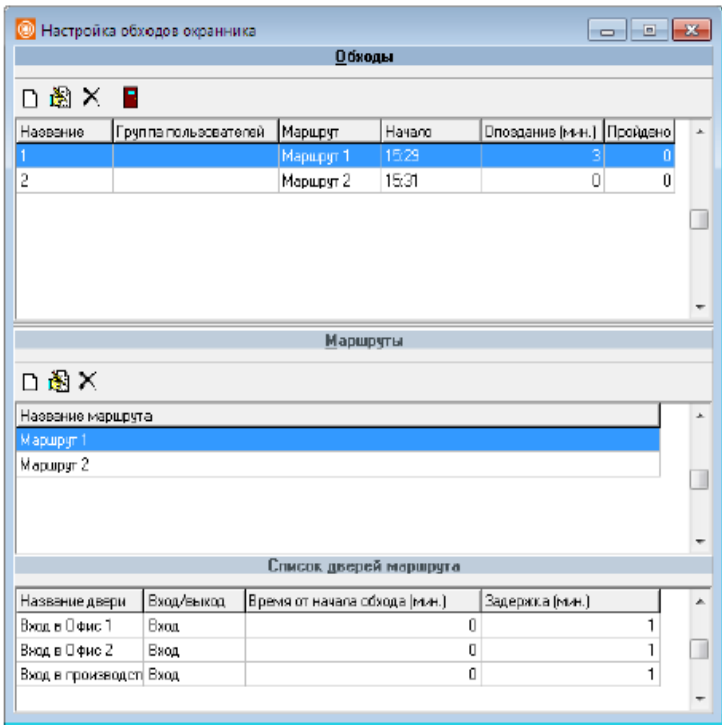 Настройка обходов охранника
Обходы
Название Группа пользователей Маршрут Начало Опоздание (мин.) Пройдено
1 Маршрут 1 15:29 3 0
2 Маршрут 2 15:31 0 0
Маршруты
Название маршрута
Маршрут 1
Маршрут 2
Список дверей маршрута
Название двери Вход/выход Время от начала обхода (мин.) Задержка (мин.)
Вход в Офис 1 Вход 0 1
Вход в Офис 2 Вход 0 1
Вход в производст Вход 0 1